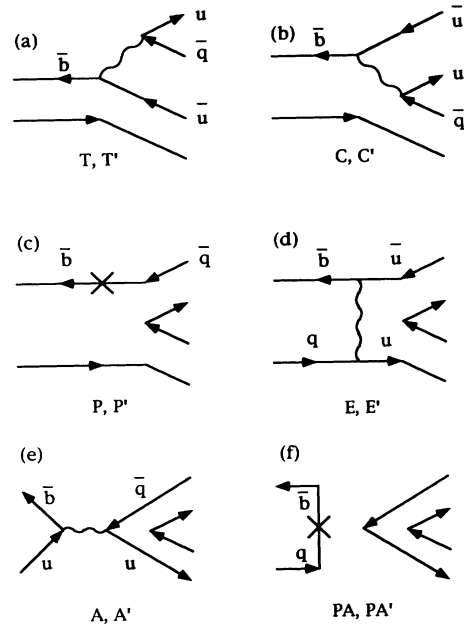 (a)
u
b̅
q̅
u̅
T, T'
(b)
u̅
b̅
u
q̅
C, C'
(c)
b̅
q̅
P, P'
(d)
b̅
u̅
q
u
E, E'
(e)
b̅
q̅
u
u
A, A'
(f)
b̅
q
PA, PA'